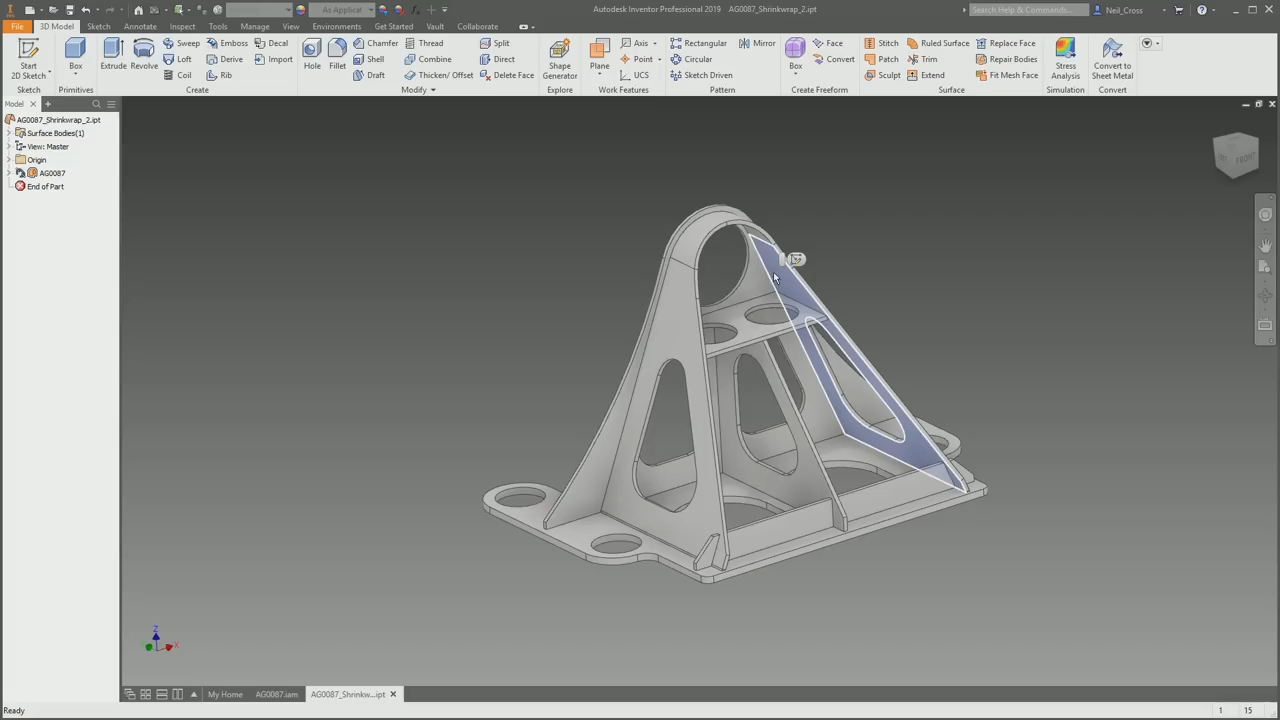 As Applical
Autodesk Inventor Professional 2019 AG0087_Shrinkwrap_2.ipt
Search Help & Commands...
Neil_Cross
File 3D Model Sketch Annotate Inspect Tools Manage View Environments Get Started Vault Collaborate
Start 2D Sketch
Sketch
Box
Primitives
Extrude
Revolve
Sweep
Loft
Coil
Emboss
Derive
Rib
Decal
Import
Create
Hole
Fillet
Chamfer
Shell
Draft
Thread
Combine
Thicken/ Offset
Split
Direct
Delete Face
Modify
Shape Generator
Explore
Plane
Axis
Point
UCS
Work Features
Rectangular
Circular
Sketch Driven
Mirror
Pattern
Box
Face
Convert
Create Freeform
Stitch
Patch
Sculpt
Ruled Surface
Trim
Extend
Replace Face
Repair Bodies
Fit Mesh Face
Surface
Stress Analysis
Simulation
Convert to Sheet Metal
Convert
Model
AG0087_Shrinkwrap_2.ipt
Surface Bodies(1)
View: Master
Origin
AG0087
End of Part
FRONT
Z
X
My Home AG0087.iam AG0087_Shrinkw...ipt
Ready
1 15